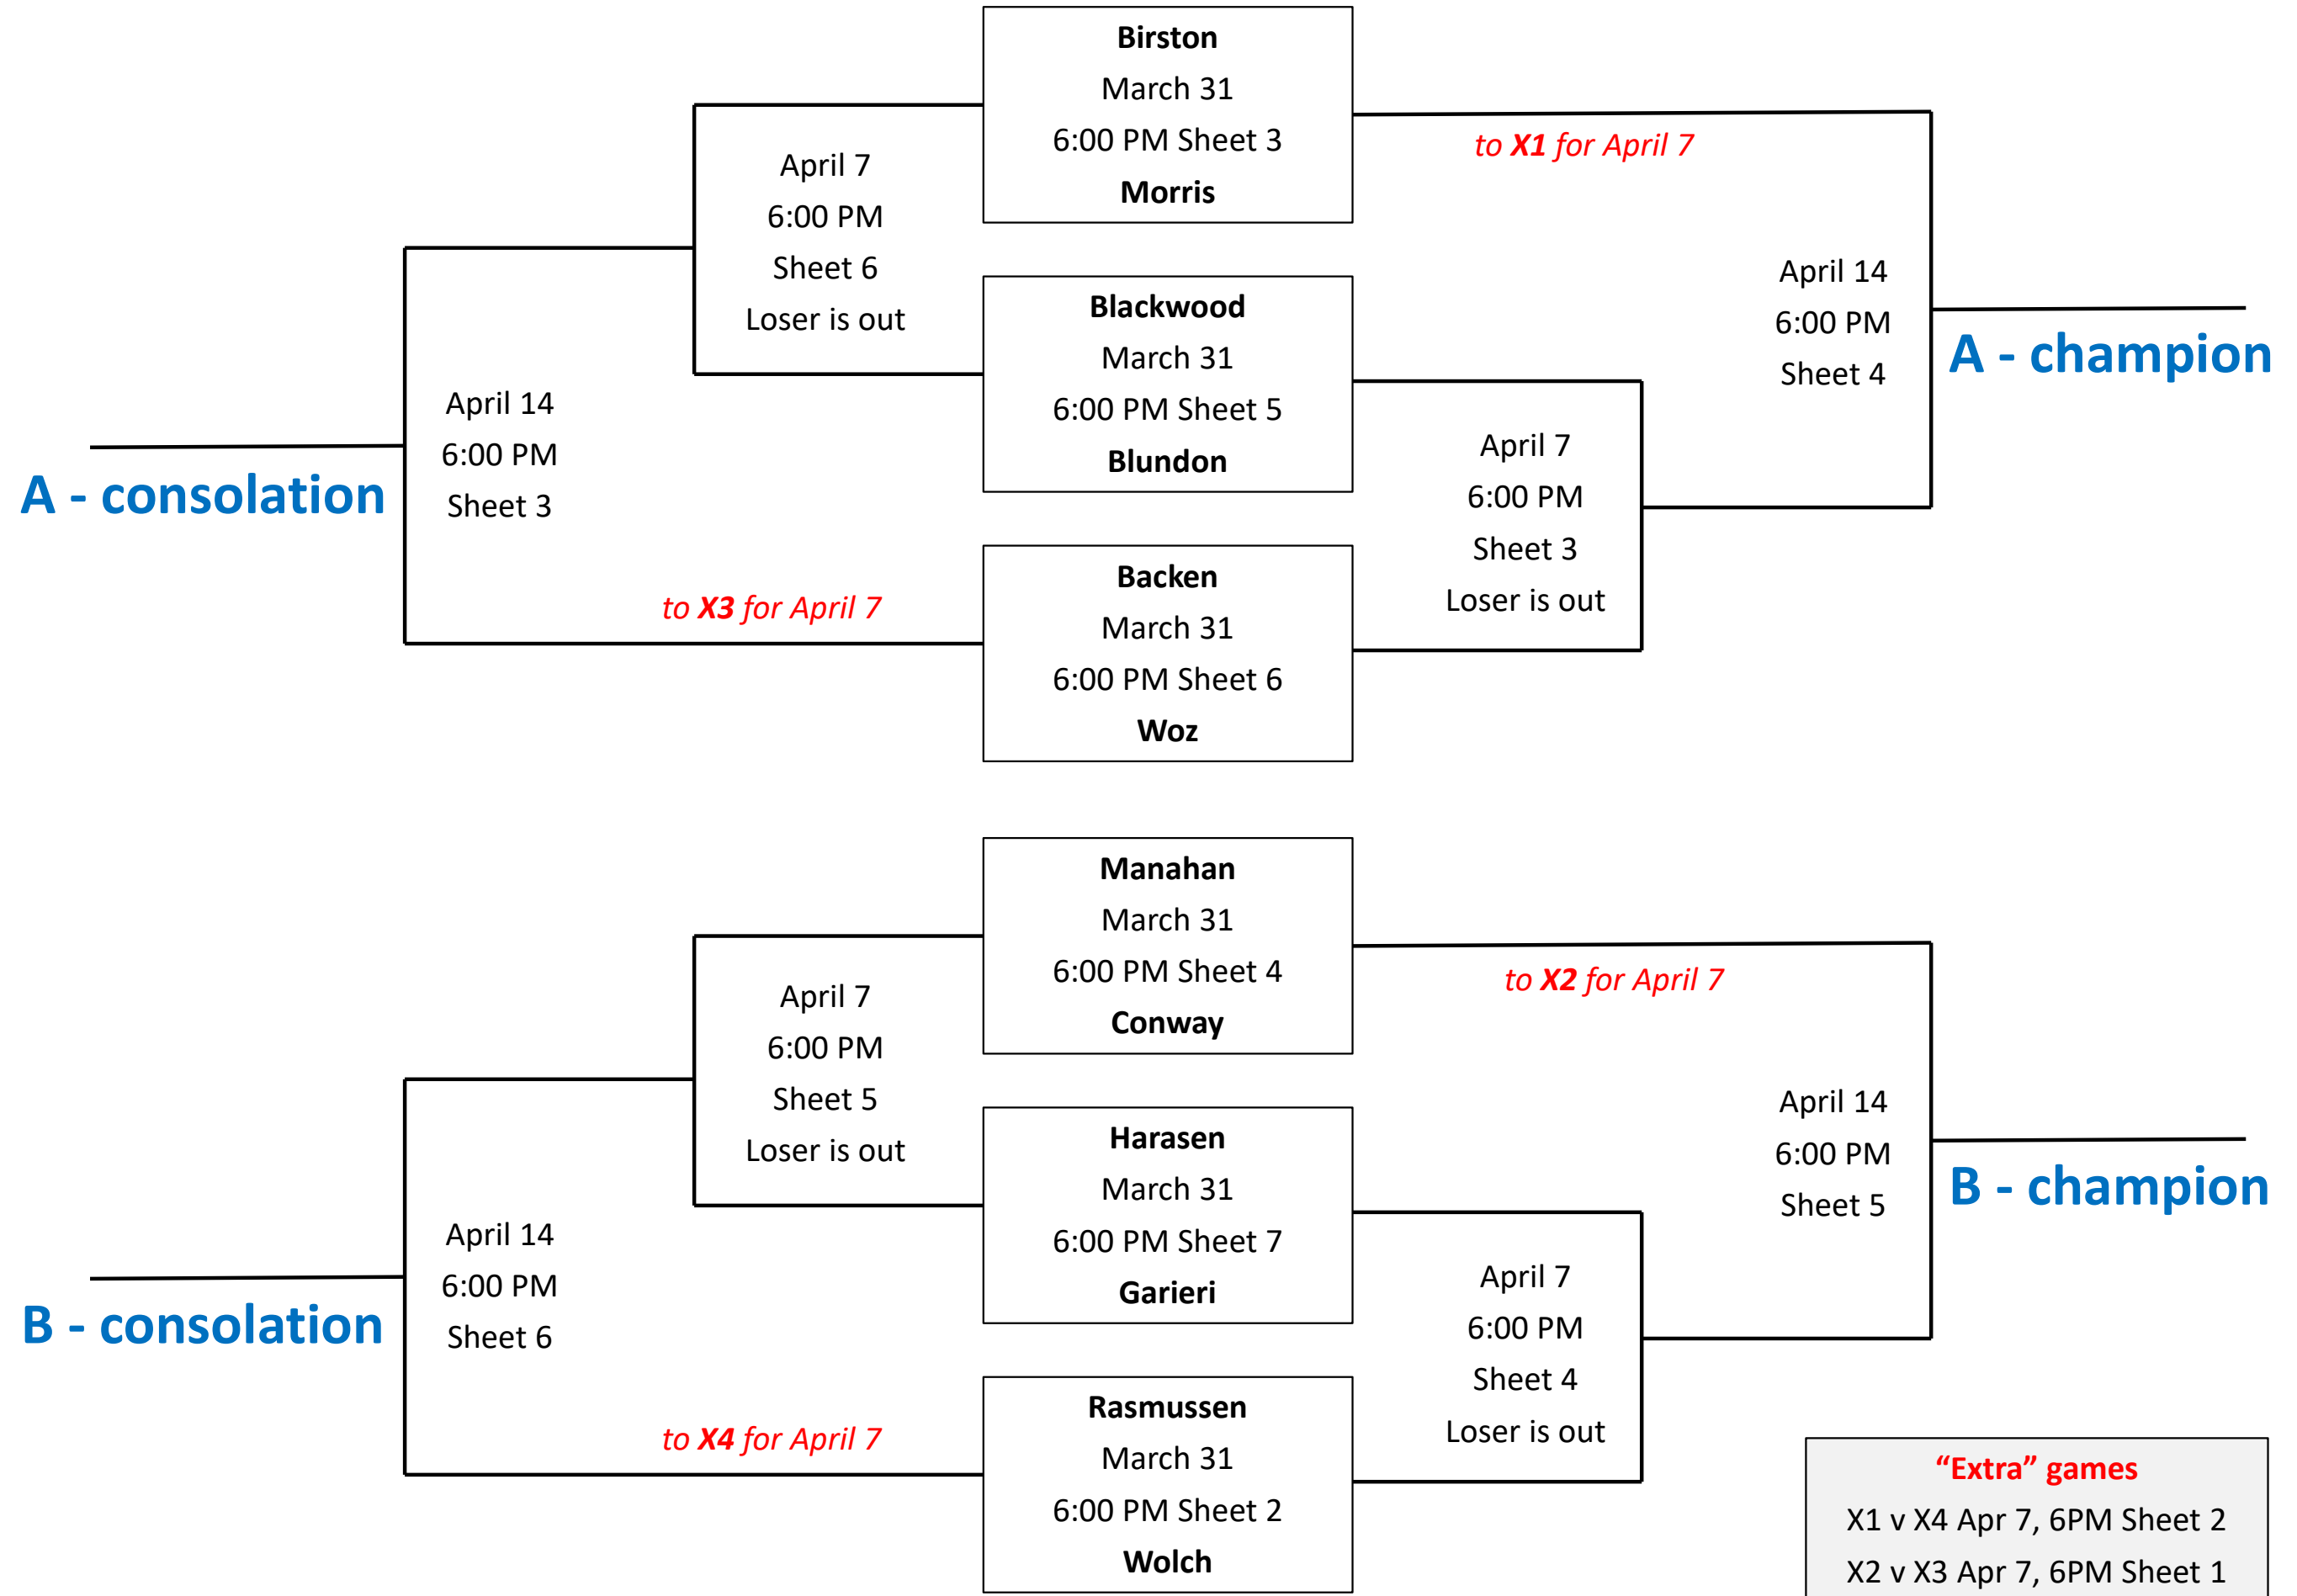 Birston
March 31
6:00 PM Sheet 3
Morris
to X1 for April 7
April 7
6:00 PM
Sheet 6
Loser is out
Blackwood
March 31
6:00 PM Sheet 5
Blundon
April 14
6:00 PM
Sheet 4
A - champion
April 14
6:00 PM
Sheet 3
A - consolation
April 7
6:00 PM
Sheet 3
Loser is out
Backen
March 31
6:00 PM Sheet 6
Woz
to X3 for April 7
Manahan
March 31
6:00 PM Sheet 4
Conway
to X2 for April 7
April 7
6:00 PM
Sheet 5
Loser is out
Harasen
March 31
6:00 PM Sheet 7
Garieri
April 14
6:00 PM
Sheet 5
B - champion
April 14
6:00 PM
Sheet 6
B - consolation
April 7
6:00 PM
Sheet 4
Loser is out
Rasmussen
March 31
6:00 PM Sheet 2
Wolch
to X4 for April 7
“Extra” games
X1 v X4 Apr 7, 6PM Sheet 2
X2 v X3 Apr 7, 6PM Sheet 1